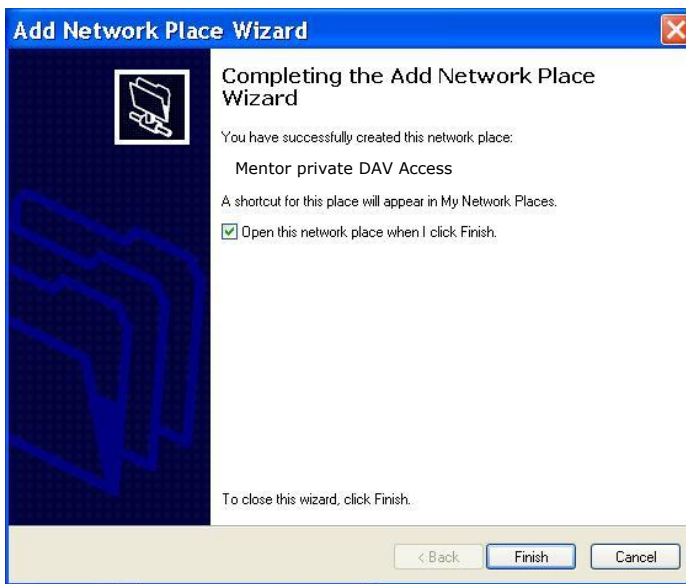 Add Network Place Wizard
Completing the Add Network Place
Wizard
You have successfully created this network place:
Mentor private DAV Access
A shortcut for this place will appear in My Network Places.
Open this network place when I click Finish.
To close this wizard, click Finish.
< Back
Finish
Cancel